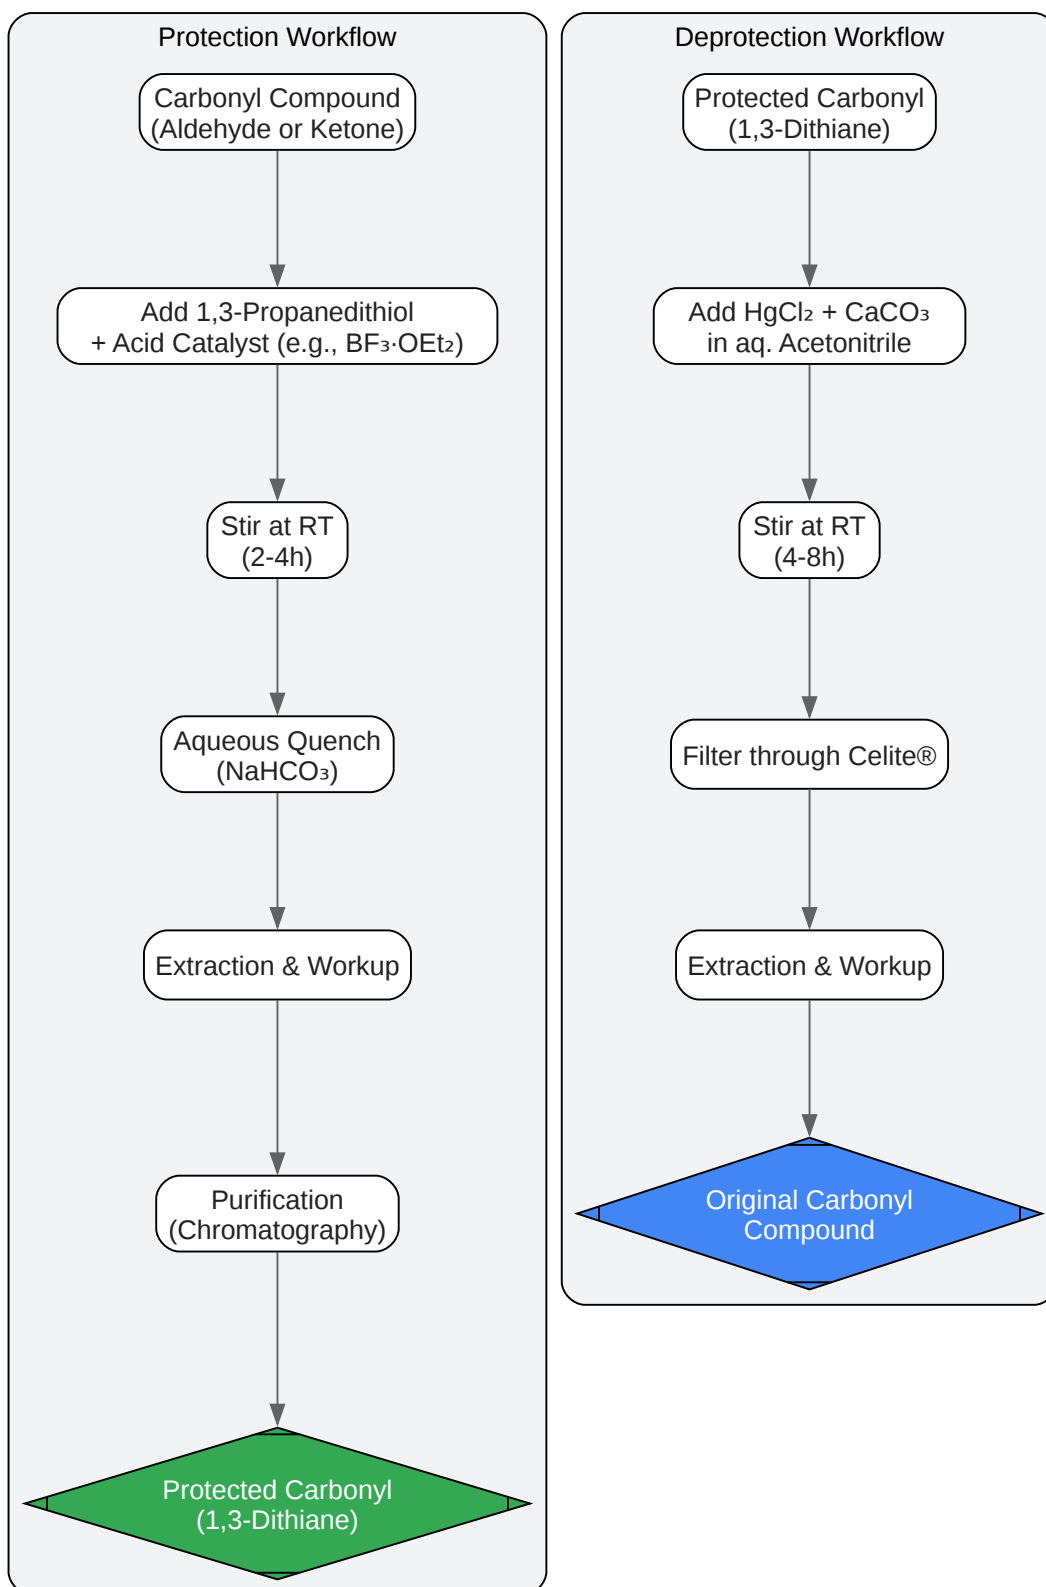 Protection Workflow
Carbonyl Compound
(Aldehyde or Ketone)
Add 1,3-Propanedithiol
+ Acid Catalyst (e.g., BF₃·OEt₂)
Stir at RT
(2-4h)
Aqueous Quench
(NaHCO₃)
Extraction & Workup
Purification
(Chromatography)
Protected Carbonyl
(1,3-Dithiane)
Deprotection Workflow
Protected Carbonyl
(1,3-Dithiane)
Add HgCl₂ + CaCO₃
in aq. Acetonitrile
Stir at RT
(4-8h)
Filter through Celite®
Extraction & Workup
Original Carbonyl
Compound